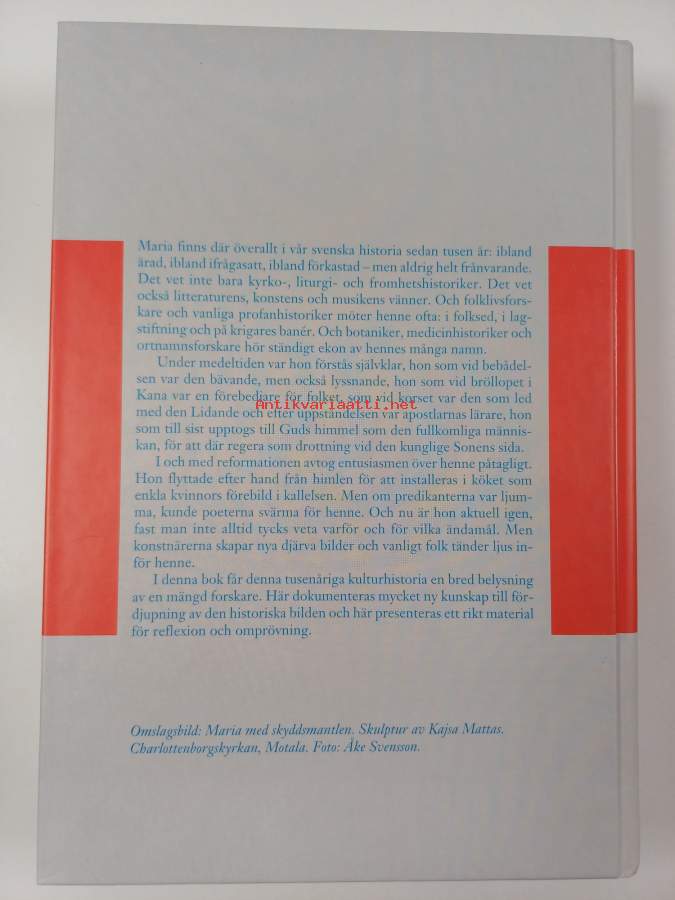 Maria finns där överallt i vår svenska historia sedan tusen år: ibland
ärad, ibland ifrågasatt, ibland förkastad – men aldrig helt frånvarande.
Det vet inte bara kyrko-, liturgi- och fromhetshistoriker. Det vet
också litteraturens, konstens och musikens vänner. Och folklivsfors-
kare och vanliga profanhistoriker möter henne ofta: i folksed, i lag-
stiftning och på krigares banér. Och botaniker, medicinhistoriker och
ortnamnsforskare hör ständigt ekon av hennes många namn.
Under medeltiden var hon förstås självklar, hon som vid bebådel-
sen var den bävande, men också lyssnande, hon som vid bröllopet i
Kana var en förebedjare för folket, som vid korset var den som led
Antikvariaatti.net
med den Lidande och efter uppståndelsen var apostlarnas lärare, hon
som till sist upptogs till Guds himmel som den fullkomliga männis-
kan, för att där regera som drottning vid den kunglige Sonens sida.
I och med reformationen avtog entusiasmen över henne påtagligt.
Hon flyttade efter hand från himlen för att installeras i köket som
enkla kvinnors förebild i kallelsen. Men om predikanterna var ljum-
ma, kunde poeterna svärma för henne. Och nu är hon aktuell igen,
fast man inte alltid tycks veta varför och för vilka ändamål. Men
konstnärerna skapar nya djärva bilder och vanligt folk tänder ljus in-
för henne.
I denna bok får denna tusenåriga kulturhistoria en bred belysning
av en mängd forskare. Här dokumenteras mycket ny kunskap till för-
djupning av den historiska bilden och här presenteras ett rikt material
för reflexion och omprövning.
Omslagsbild: Maria med skyddsmantlen. Skulptur av Kajsa Mattas.
Charlottenborgskyrkan, Motala. Foto: Åke Svensson.